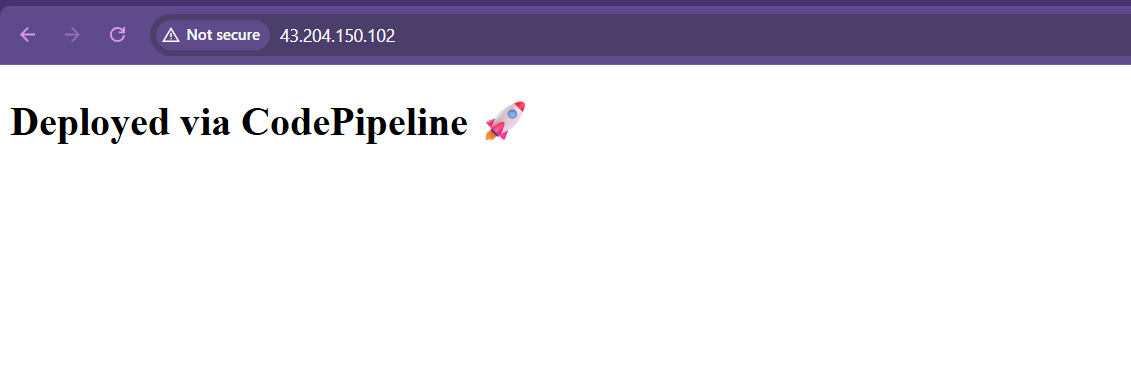 Not secure 43.204.150.102
Deployed via CodePipeline 🚀